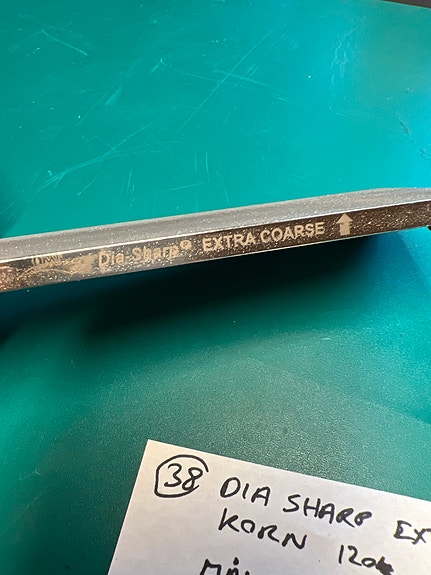 Dia-Sharp® EXTRA COARSE
38 DIA SHARP EX
KORN 120